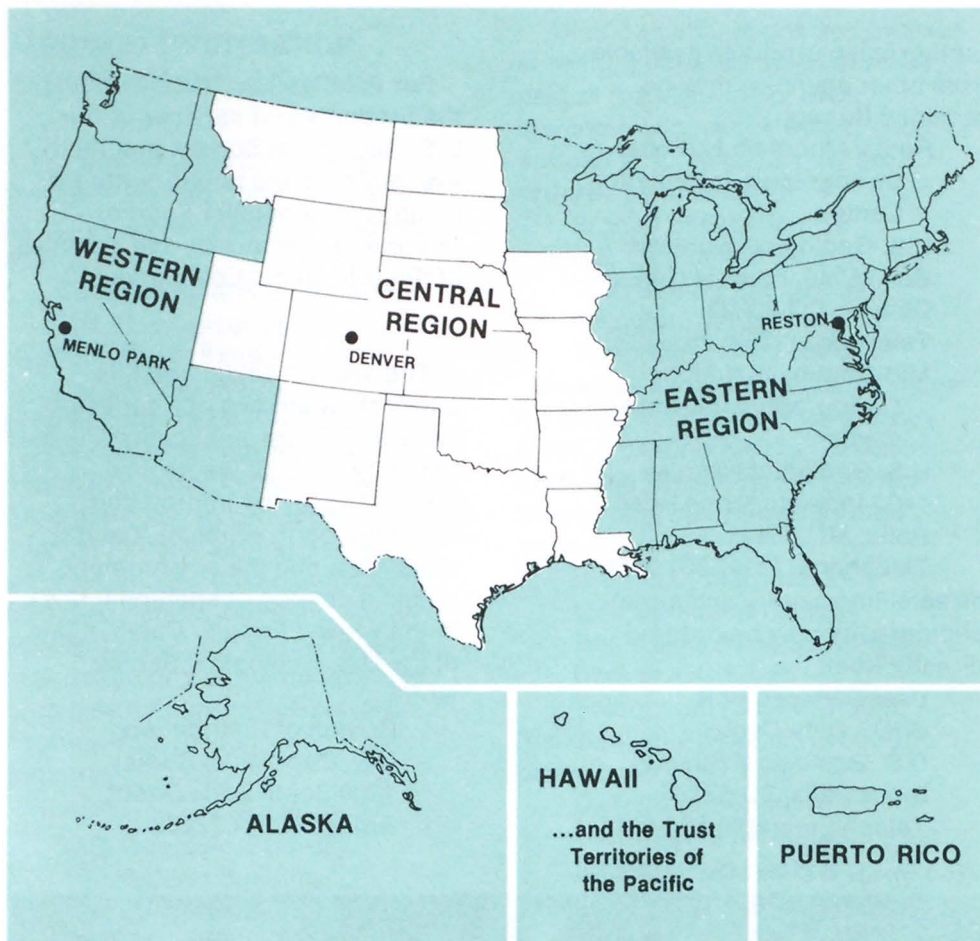 WESTERN
REGION
MENLO PARK
CENTRAL
REGION
DENVER
RESTON
EASTERN
REGION
ALASKA
HAWAII
...and the Trust
Territories of
the Pacific
PUERTO RICO